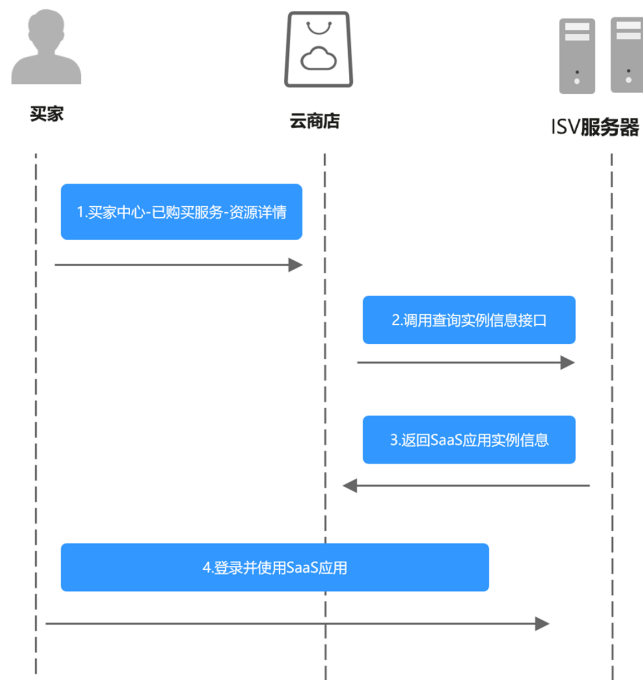 买家
云商店
ISV服务器
1.买家中心-已购买服务-资源详情
2.调用查询实例信息接口
3.返回SaaS应用实例信息
4.登录并使用SaaS应用